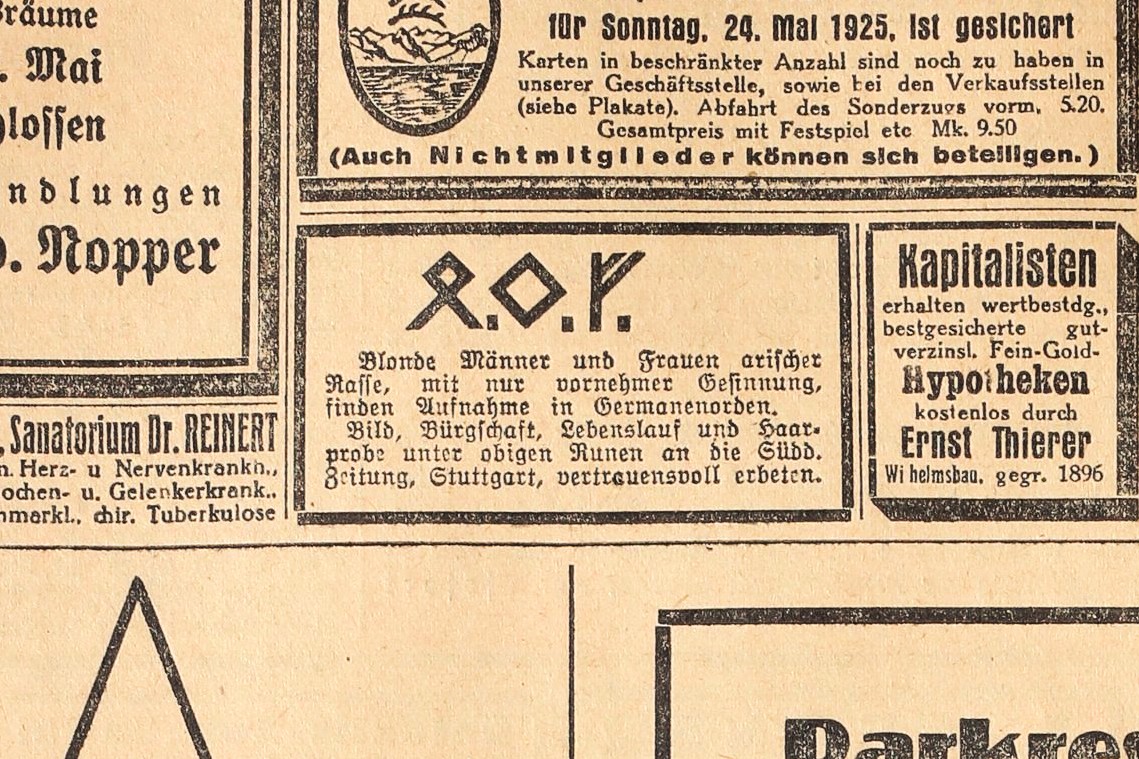 Bräume
. Mai
hlossen
ndlungen
. Nopper
, Sanatorium Dr. REINERT
n. Herz- u Nervenkrankh.,
ochen- u. Gelenkerkrank.,
nmarkl., chir. Tuberkulose
für Sonntag, 24. Mai 1925, ist gesichert
Karten in beschränkter Anzahl sind noch zu haben in
unserer Geschäftsstelle, sowie bei den Verkaufsstellen
(siehe Plakate). Abfahrt des Sonderzugs vorm. 5.20.
Gesamtpreis mit Festspiel etc Mk. 9.50
(Auch Nichtmitglieder können sich beteiligen.)
ᛟ.ᛜ.ᚠ.
Blonde Männer und Frauen arischer
Rasse, mit nur vornehmer Gesinnung,
finden Aufnahme in Germanenorden.
Bild, Bürgschaft, Lebenslauf und Haar-
probe unter obigen Runen an die Südd.
Zeitung, Stuttgart, vertrauensvoll erbeten.
Kapitalisten
erhalten wertbestdg.,
bestgesicherte gut-
verzinsl. Fein-Gold-
Hypotheken
kostenlos durch
Ernst Thierer
Wilhelmsbau, gegr. 1896